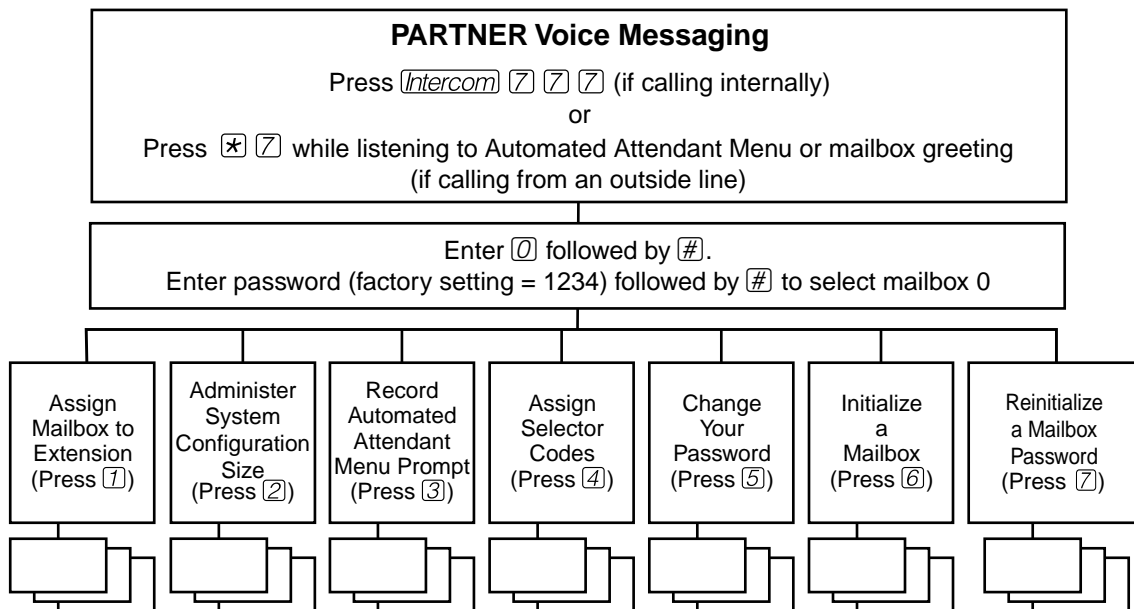 PARTNER Voice Messaging
Press Intercom 7 7 7 (if calling internally)
or
Press * 7 while listening to Automated Attendant Menu or mailbox greeting
(if calling from an outside line)
Enter 0 followed by #.
Enter password (factory setting = 1234) followed by # to select mailbox 0
Assign
Mailbox to
Extension
(Press 1)
Administer
System
Configuration
Size
(Press 2)
Record
Automated
Attendant
Menu Prompt
(Press 3)
Assign
Selector
Codes
(Press 4)
Change
Your
Password
(Press 5)
Initialize
a
Mailbox
(Press 6)
Reinitialize
a Mailbox
Password
(Press 7)